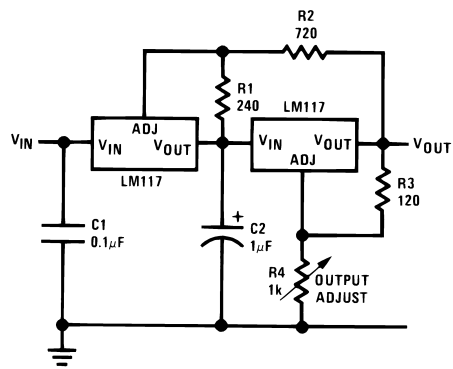 R2
720
R1
240
LM117
VIN
ADJ
VIN
VOUT
LM117
VIN
VOUT
ADJ
VOUT
R3
120
C1
0.1μF
C2
1μF
+
R4
1k
OUTPUT
ADJUST